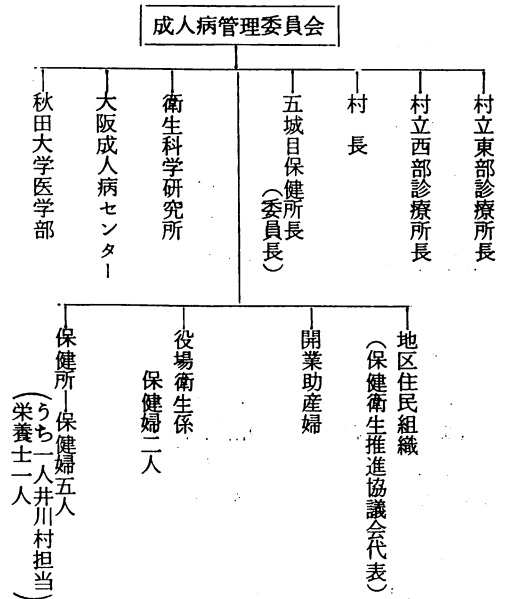 成人病管理委員会
村立東部診療所長
村立西部診療所長
村　長
五城目保健所長
（委員長）
衛生科学研究所
大阪成人病センター
秋田大学医学部
地区住民組織
（保健衛生推進協議会代表）
開業助産婦
役場衛生係
保健婦二人
保健所―保健婦五人
（うち一人井川村担当
栄養士一人）